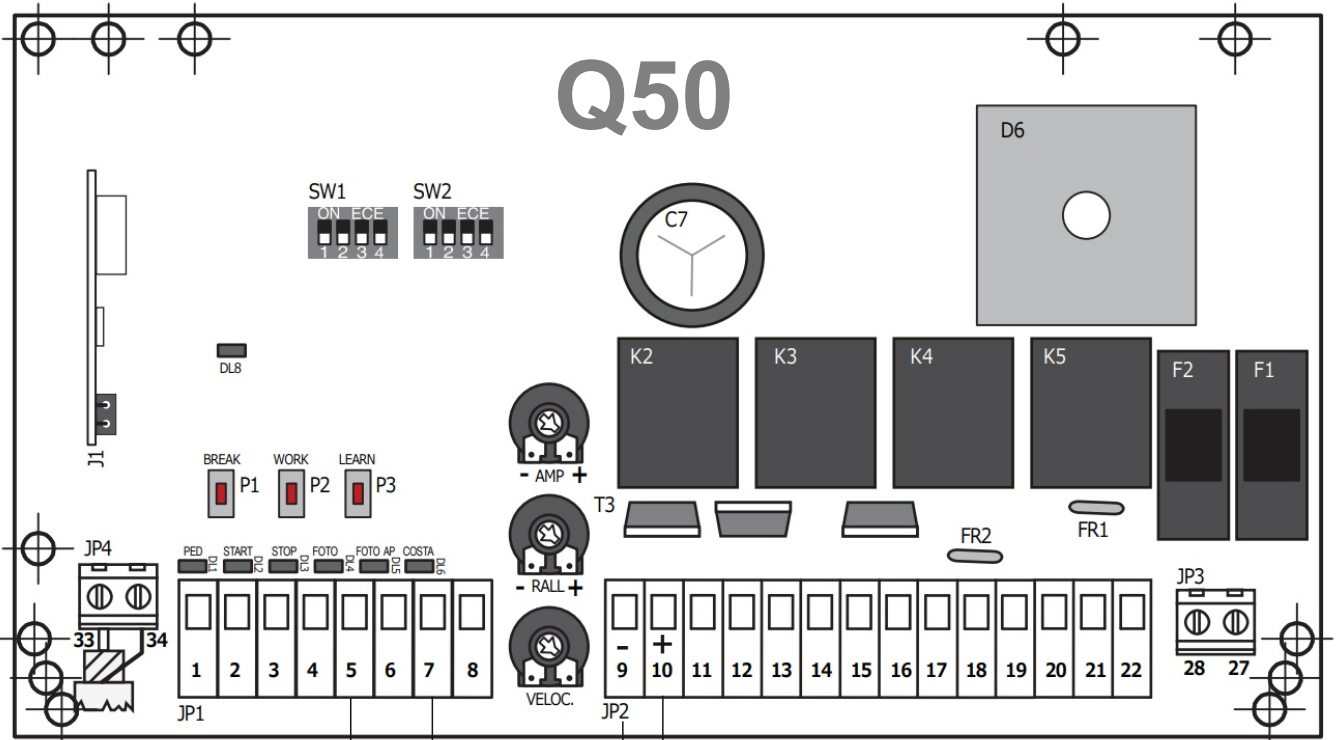 Q50
D6
SW1 SW2
ON ECE ON ECE
1 2 3 4 1 2 3 4
C7
K2 K3 K4 K5 F2 F1
DL8
J1
BREAK WORK LEARN
P1 P2 P3
- AMP +
T3
FR2 FR1
JP4
PED START STOP FOTO FOTO AP COSTA
DL1 DL2 DL3 DL4 DL5 DL6
- RALL +
JP3
33 34
- +
1 2 3 4 5 6 7 8
9 10 11 12 13 14 15 16 17 18 19 20 21 22
28 27
VELOC.
JP1 JP2